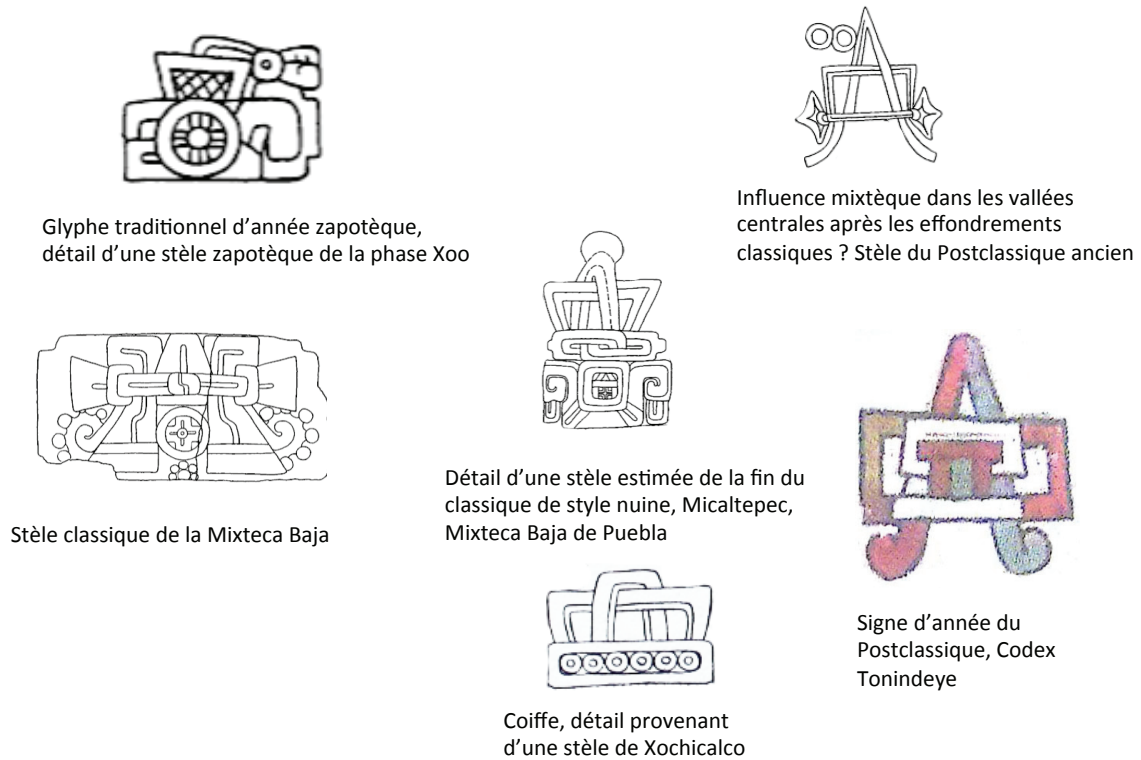 Glyphe traditionnel d'année zapotèque,
détail d'une stèle zapotèque de la phase Xoo
Influence mixtèque dans les vallées
centrales après les effondrements
classiques ? Stèle du Postclassique ancien
Stèle classique de la Mixteca Baja
Détail d'une stèle estimée de la fin du
classique de style nuine, Micaltepec,
Mixteca Baja de Puebla
Signe d'année du
Postclassique, Codex
Tonindeye
Coiffe, détail provenant
d'une stèle de Xochicalco